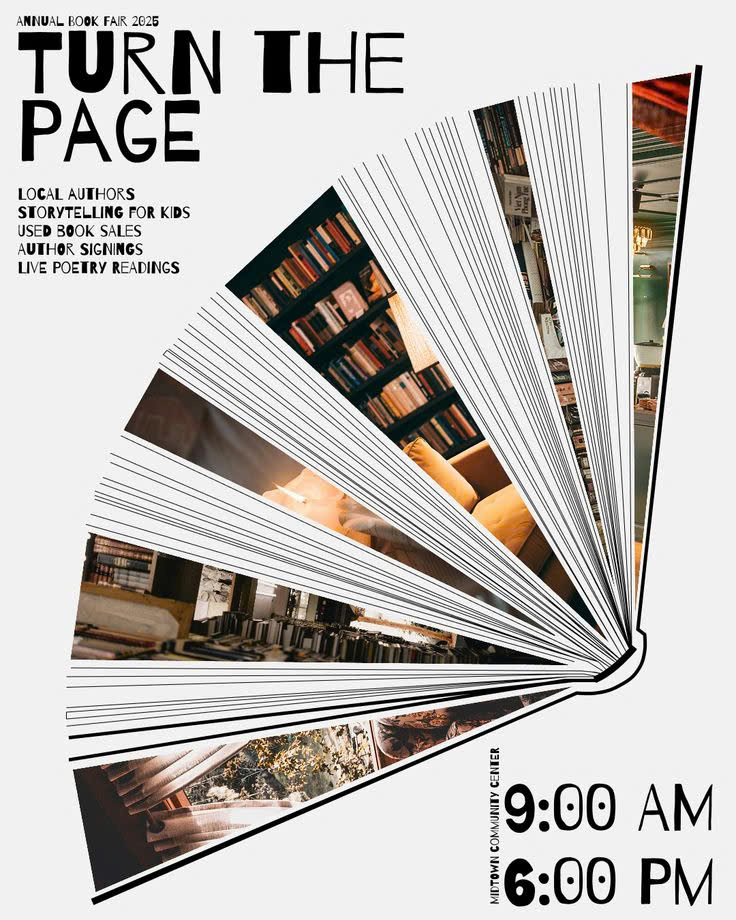 ANNUAL BOOK FAIR 2025
TURN THE
PAGE
LOCAL AUTHORS
STORYTELLING FOR KIDS
USED BOOK SALES
AUTHOR SIGNINGS
LIVE POETRY READINGS
MIDTOWN COMMUNITY CENTER
9:00 AM
6:00 PM